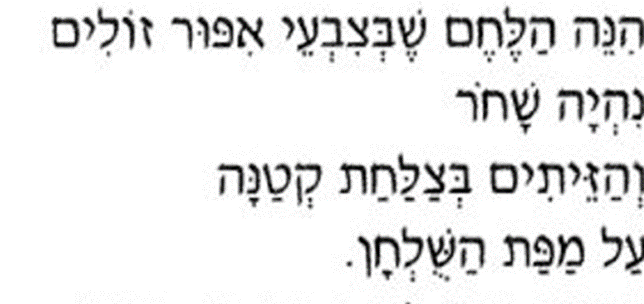 הִנֵּה הַלֶּחֶם שֶׁבְּצִבְעֵי אִפּוּר זוֹלִים
נִהְיָה שָׁחֹר
וְהַזֵּיתִים בְּצַלַּחַת קְטַנָּה
עַל מַפַּת הַשֻּׁלְחָן.